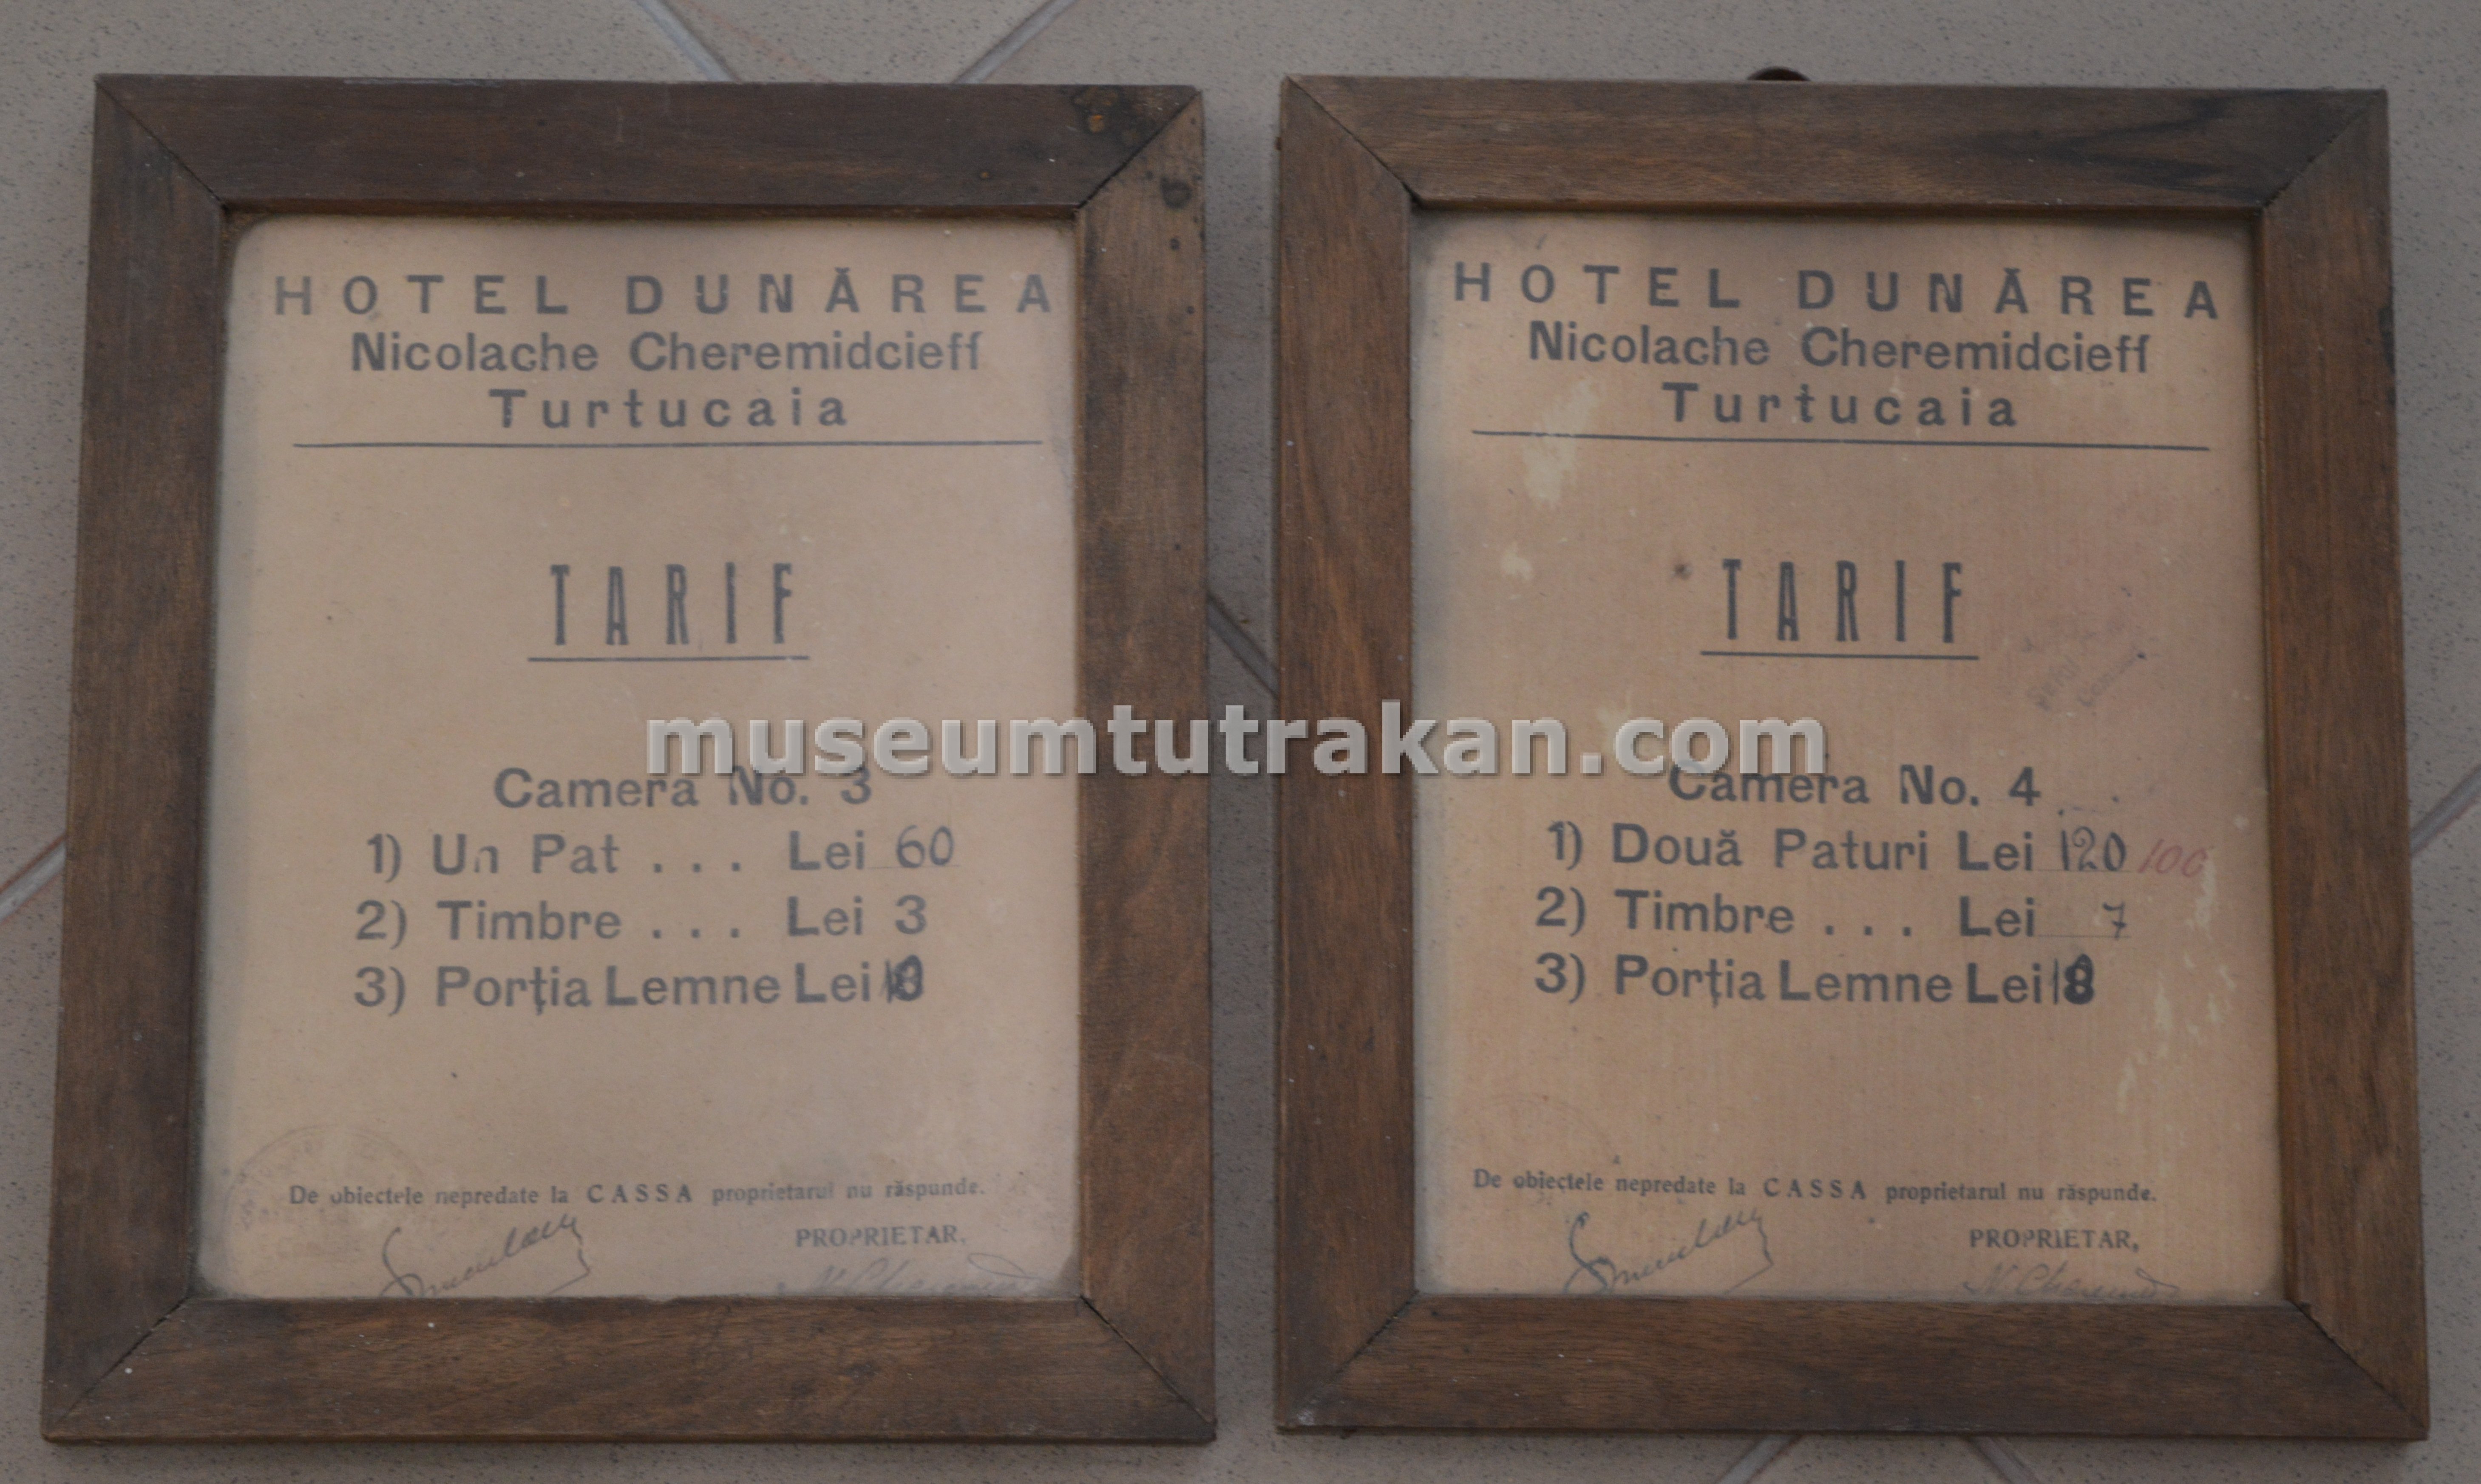 HOTEL DUNĂREA
Nicolache Cheremidcieff
Turtucaia
TARIF
Camera No. 3
1) Un Pat . . . Lei 60
2) Timbre . . . Lei 3
3) Porția Lemne Lei
De obiectele nepredate la CASSA proprietarul nu răspunde.
PROPRIETAR,
HOTEL DUNĂREA
Nicolache Cheremidcieff
Turtucaia
TARIF
Camera No. 4
1) Două Paturi Lei 120 100
2) Timbre . . . Lei 7
3) Porția Lemne Lei 18
De obiectele nepredate la CASSA proprietarul nu răspunde.
PROPRIETAR,
museumtutrakan.com